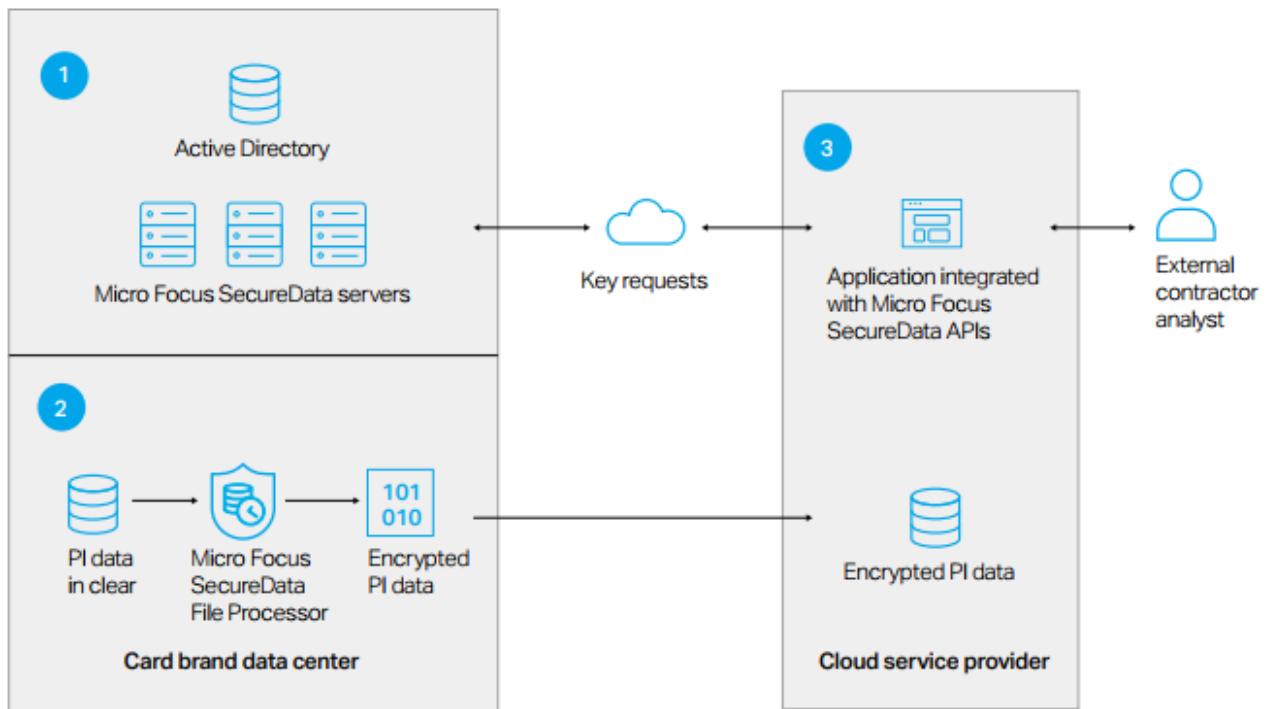 1
Active Directory
Micro Focus SecureData servers
Key requests
3
Application integrated
with Micro Focus
SecureData APIs
External
contractor
analyst
2
PI data
in clear
Micro Focus
SecureData
File Processor
101
010
Encrypted
PI data
Encrypted PI data
Card brand data center
Cloud service provider